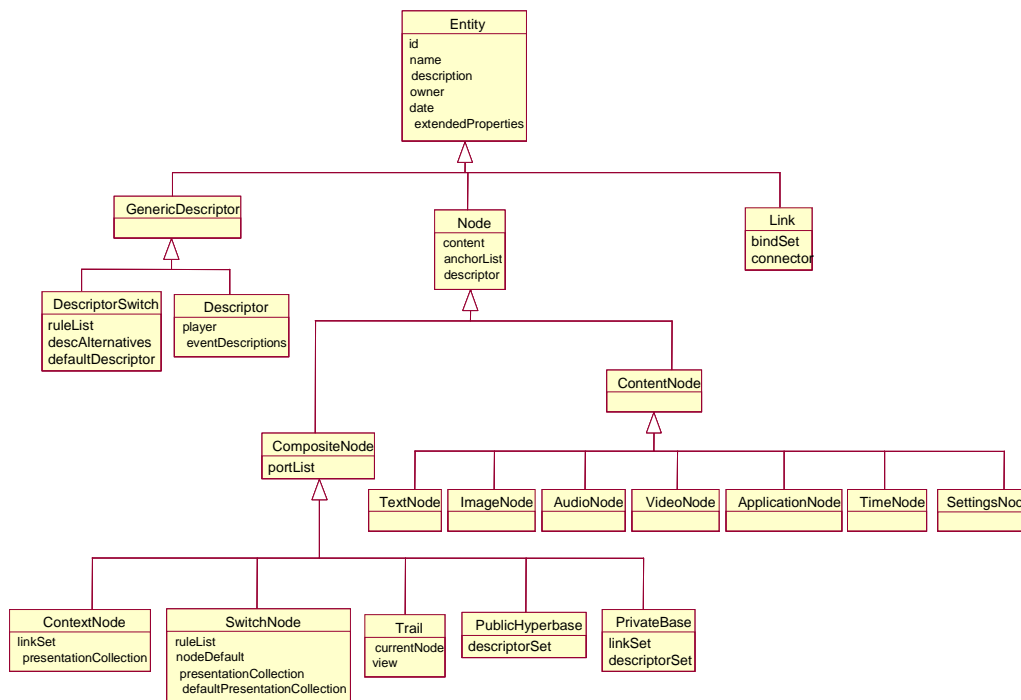 Entity
id
name
description
owner
date
extendedProperties
GenericDescriptor
Node
content
anchorList
descriptor
Link
bindSet
connector
DescriptorSwitch
ruleList
descAlternatives
defaultDescriptor
Descriptor
player
eventDescriptions
ContentNode
CompositeNode
portList
TextNode
ImageNode
AudioNode
VideoNode
ApplicationNode
TimeNode
SettingsNod
ContextNode
linkSet
presentationCollection
SwitchNode
ruleList
nodeDefault
presentationCollection
defaultPresentationCollection
Trail
currentNode
view
PublicHyperbase
descriptorSet
PrivateBase
linkSet
descriptorSet